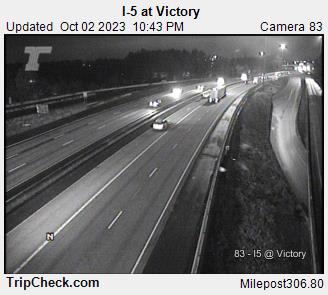 I-5 at Victory
Updated Oct 02 2023 10:43 PM Camera 83
N
83 - I5 @ Victory
TripCheck.com Milepost306.80